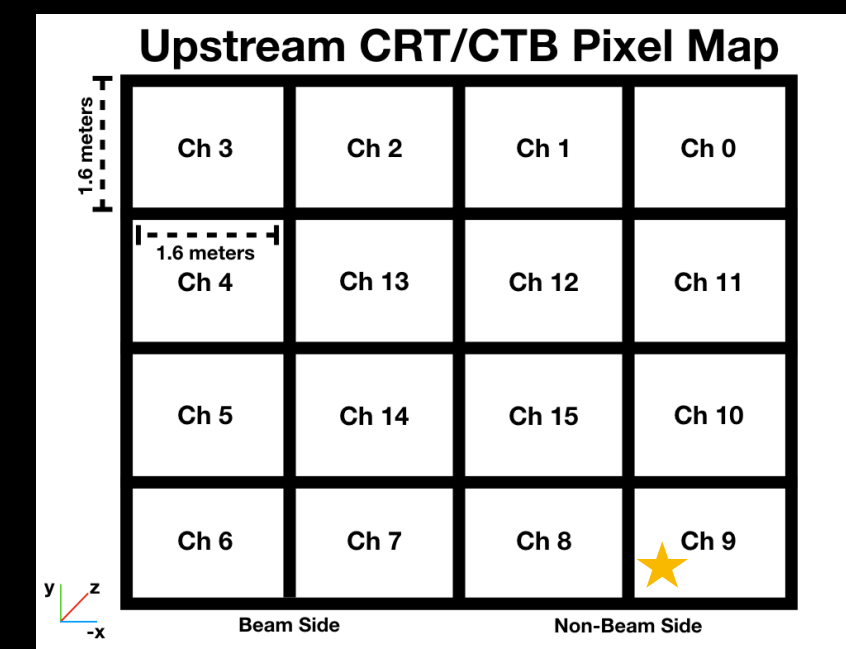 Upstream CRT/CTB Pixel Map
1.6 meters
Ch 3 Ch 2 Ch 1 Ch 0
1.6 meters
Ch 4 Ch 13 Ch 12 Ch 11
Ch 5 Ch 14 Ch 15 Ch 10
Ch 6 Ch 7 Ch 8 Ch 9
y z
-x
Beam Side Non-Beam Side